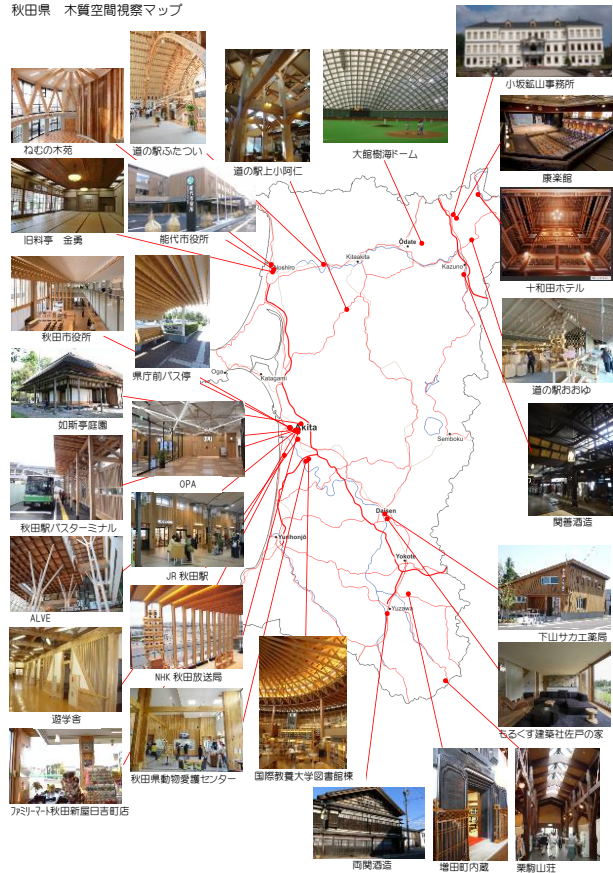 秋田県　木質空間視察マップ
小坂鉱山事務所
ねむの木苑
道の駅ふたつい
道の駅上小阿仁
大館樹海ドーム
康楽館
旧料亭　金勇
能代市役所
能代市役所
十和田ホテル
Ōdate
Kitaakita
Kazuno
Noshiro
秋田市役所
県庁前バス停
道の駅おおゆ
Oga
Katagami
如斯亭庭園
Akita
Semboku
OPA
秋田駅バスターミナル
関善酒造
Daisen
JR 秋田駅
Yurihonjō
Yokote
ALVE
下山サカエ薬局
Yuzawa
NHK 秋田放送局
遊学舎
もるくす建築社佐戸の家
秋田県動物愛護センター
国際教養大学図書館棟
ファミリーマート秋田新屋日吉町店
両関酒造
増田町内蔵
栗駒山荘